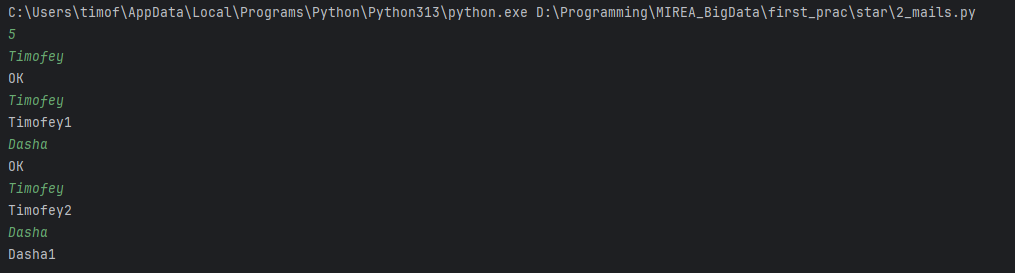 C:\Users\timof\AppData\Local\Programs\Python\Python313\python.exe D:\Programming\MIREA_BigData\first_prac\star\2_mails.py
5
Timofey
OK
Timofey
Timofey1
Dasha
OK
Timofey
Timofey2
Dasha
Dasha1